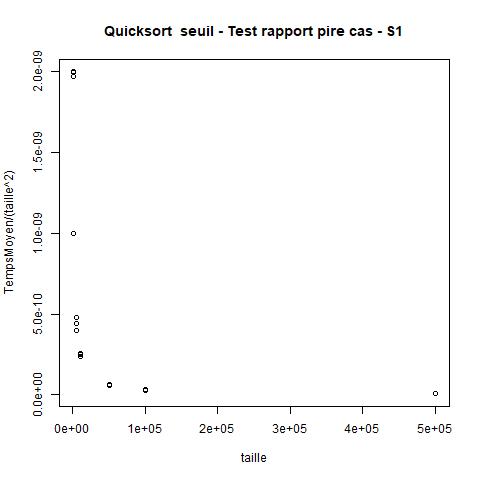 Quicksort  seuil - Test rapport pire cas - S1
TempsMoyen/(taille^2)
2.0e-09
1.5e-09
1.0e-09
5.0e-10
0.0e+00
0e+00 1e+05 2e+05 3e+05 4e+05 5e+05
taille